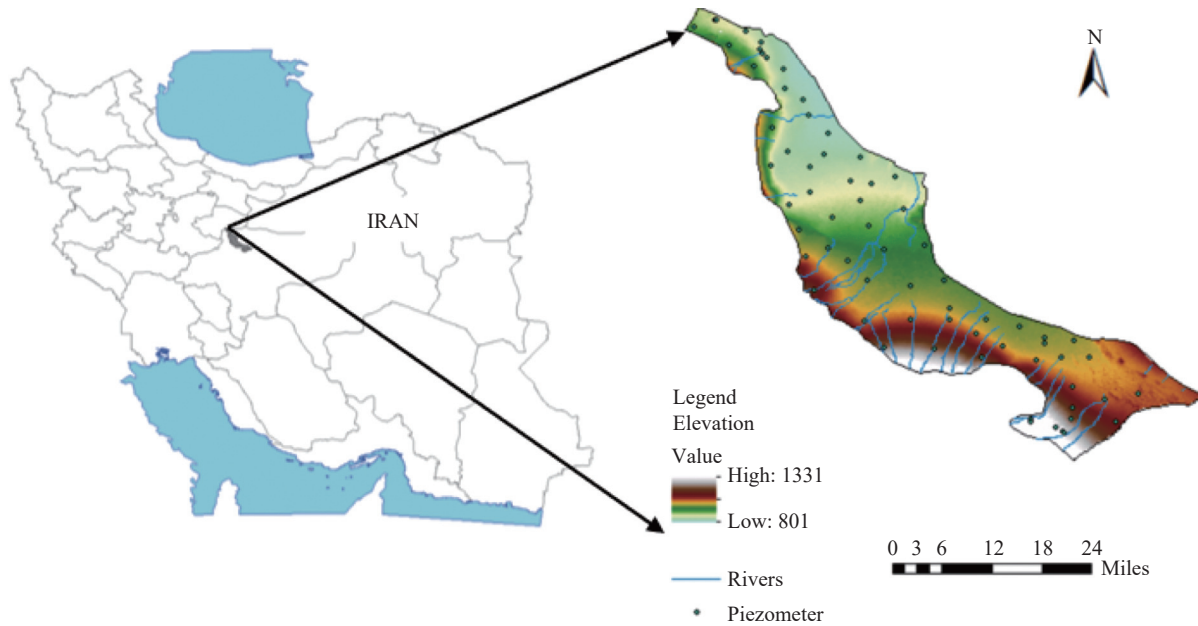 N
IRAN
Legend
Elevation
Value
High: 1331
Low: 801
0 3 6 12 18 24
Miles
Rivers
Piezometer